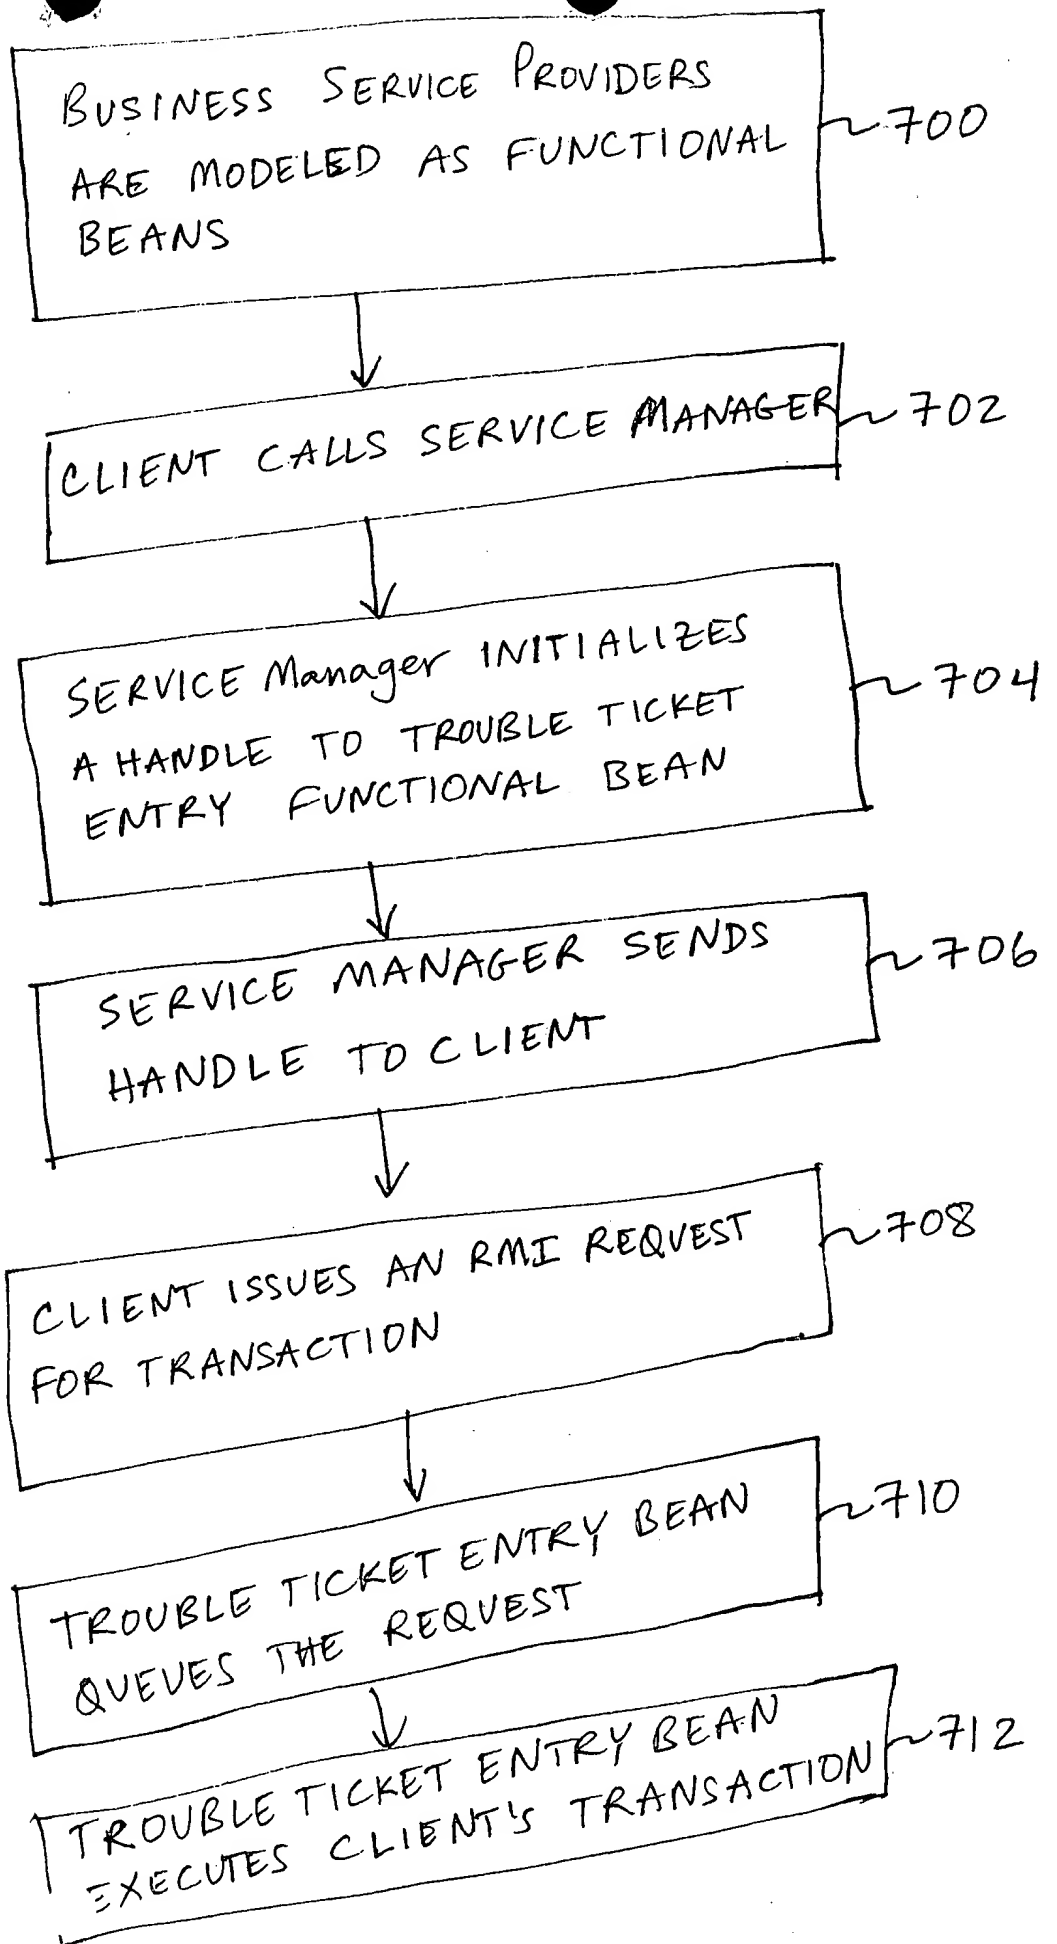 BUSINESS SERVICE PROVIDERS
ARE MODELED AS FUNCTIONAL
BEANS
700
CLIENT CALLS SERVICE MANAGER
702
SERVICE Manager INITIALIZES
A HANDLE TO TROUBLE TICKET
ENTRY FUNCTIONAL BEAN
704
SERVICE MANAGER SENDS
HANDLE TO CLIENT
706
CLIENT ISSUES AN RMI REQUEST
FOR TRANSACTION
708
TROUBLE TICKET ENTRY BEAN
QUEUES THE REQUEST
710
TROUBLE TICKET ENTRY BEAN
EXECUTES CLIENT'S TRANSACTION
712